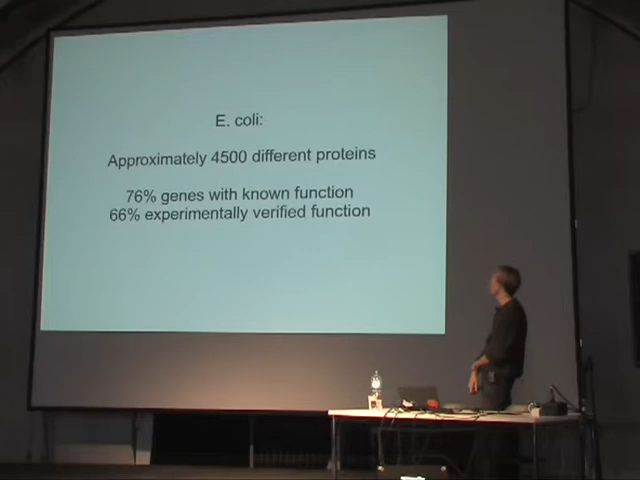 E. coli:
Approximately 4500 different proteins
76% genes with known function
66% experimentally verified function